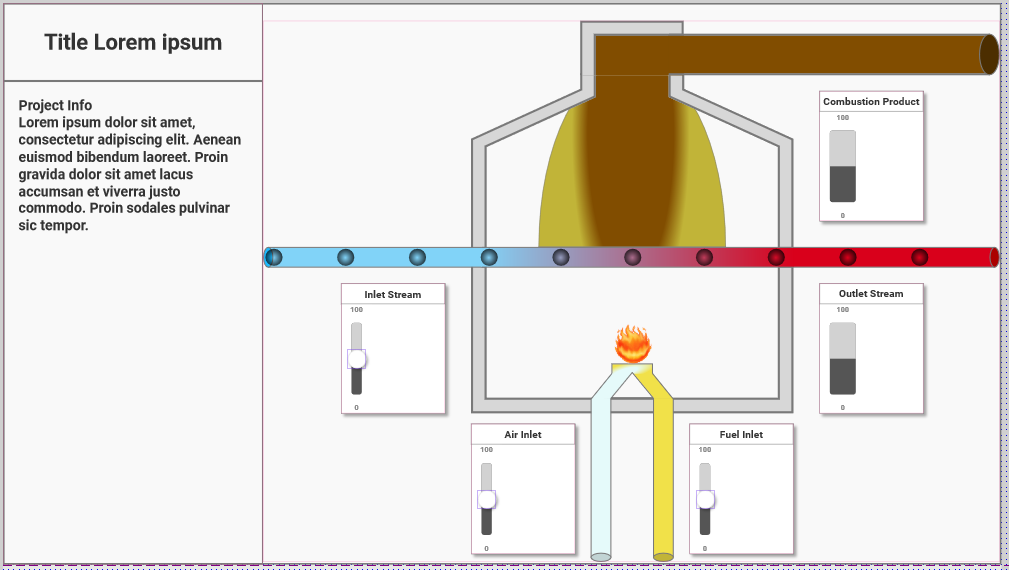 Title Lorem ipsum
Project Info
Lorem ipsum dolor sit amet,
consectetur adipiscing elit. Aenean
euismod bibendum laoreet. Proin
gravida dolor sit amet lacus
accumsan et viverra justo
commodo. Proin sodales pulvinar
sic tempor.
Combustion Product
100
0
Inlet Stream
100
0
Outlet Stream
100
0
Air Inlet
100
0
Fuel Inlet
100
0